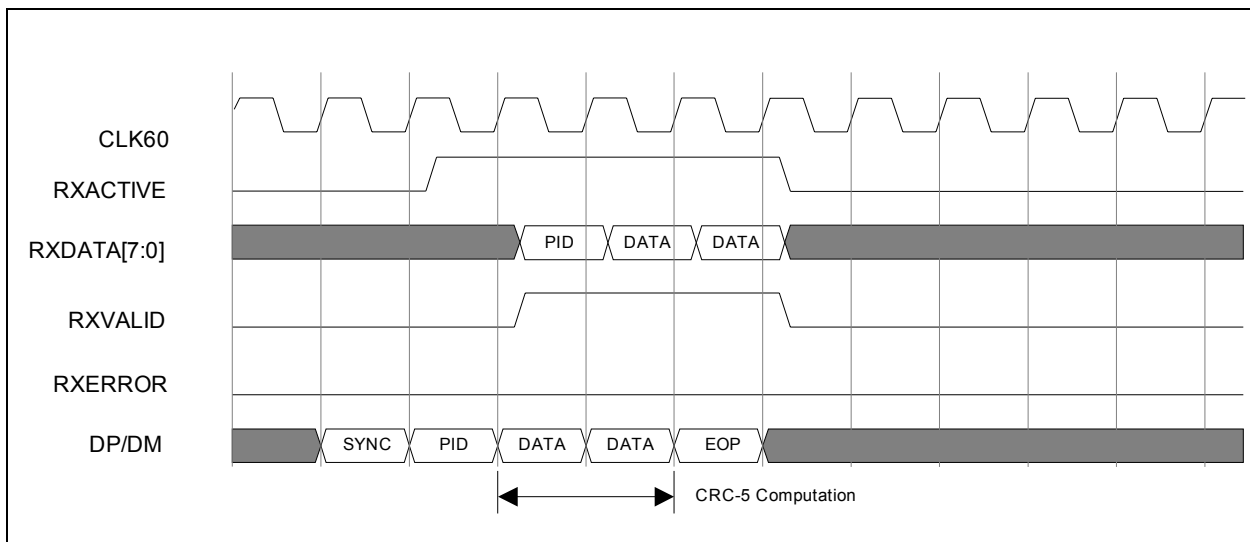 CLK60
RXACTIVE
RXDATA[7:0] PID DATA DATA
RXVALID
RXERROR
DP/DM SYNC PID DATA DATA EOP
CRC-5 Computation